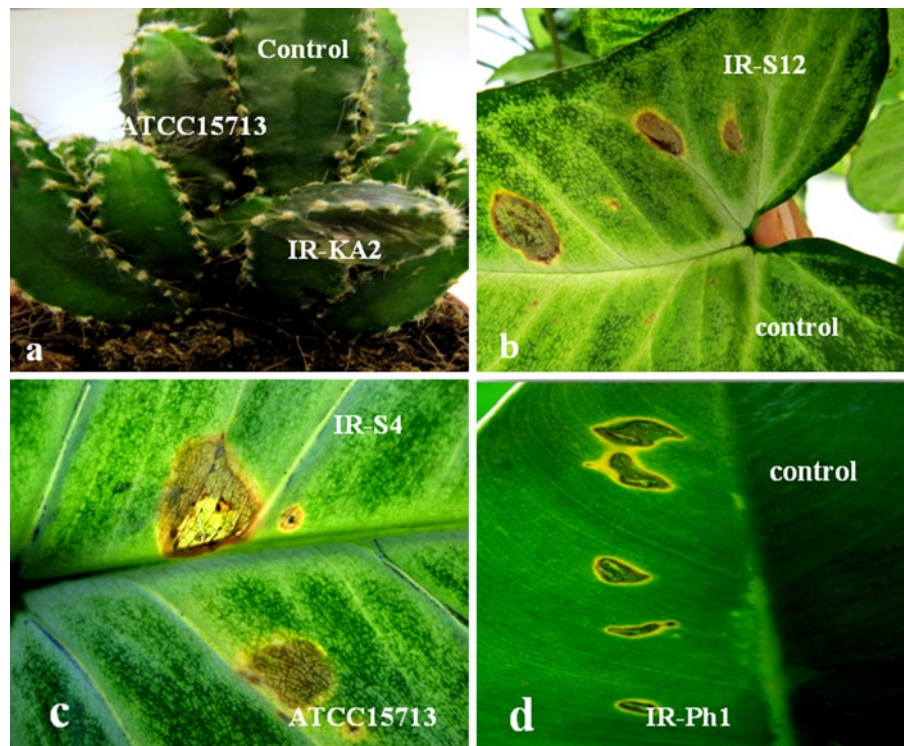 Control
ATCC15713
IR-KA2
a
IR-S12
control
b
IR-S4
ATCC15713
c
control
IR-Ph1
d